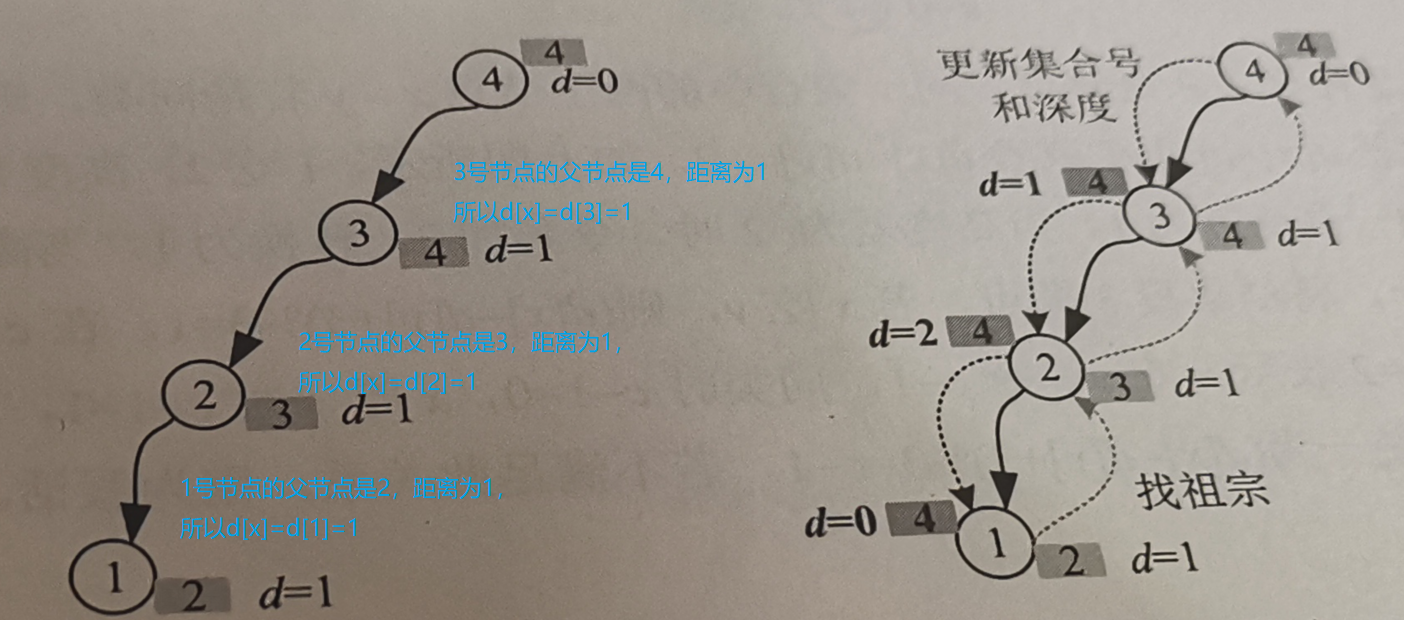 4
4 d=0
3号节点的父节点是4，距离为1
所以d[x]=d[3]=1
3
4 d=1
2号节点的父节点是3，距离为1，
所以d[x]=d[2]=1
2
3 d=1
1号节点的父节点是2，距离为1，
所以d[x]=d[1]=1
1
2 d=1
更新集合号
和深度
4
4
d=0
d=1 4
3
4 d=1
d=2 4
2
3 d=1
找祖宗
d=0 4
1
2 d=1